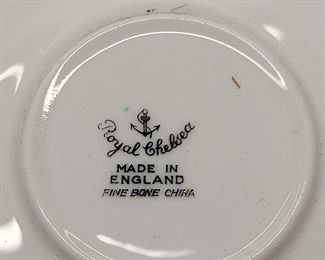 Royal Chelsea
MADE IN
ENGLAND
FINE BONE CHINA